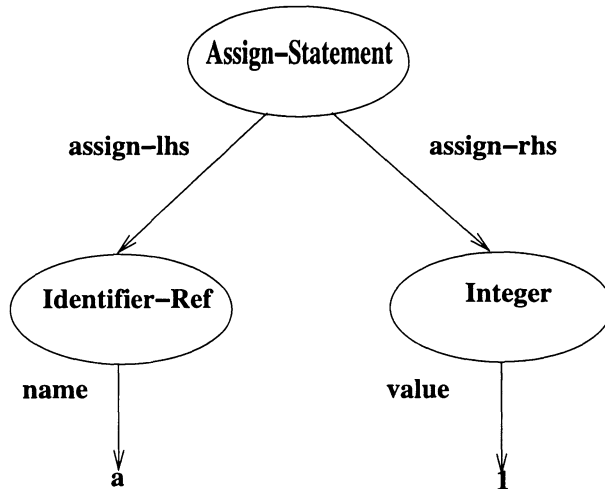 Assign-Statement
assign-lhs
assign-rhs
Identifier-Ref
Integer
name
value
a
1